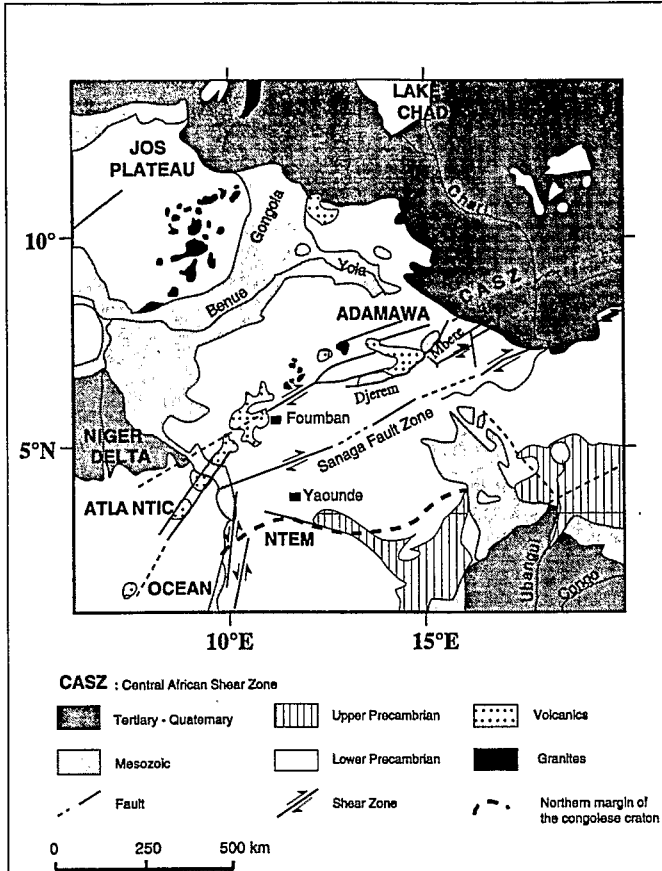 LAKE
CHAD
JOS
PLATEAU
Gongola
Chari
10°
Yola
CASZ
Benue
ADAMAWA
Mbere
Djerem
Foumban
Sanaga Fault Zone
NIGER
DELTA
5°N
ATLANTIC
Yaounde
NTEM
OCEAN
Ubangui
Congo
10°E
15°E
CASZ : Central African Shear Zone
Tertiary - Quaternary
Upper Precambrian
Volcanics
Mesozoic
Lower Precambrian
Granites
Fault
Shear Zone
Northern margin of
the congolese craton
0 250 500 km